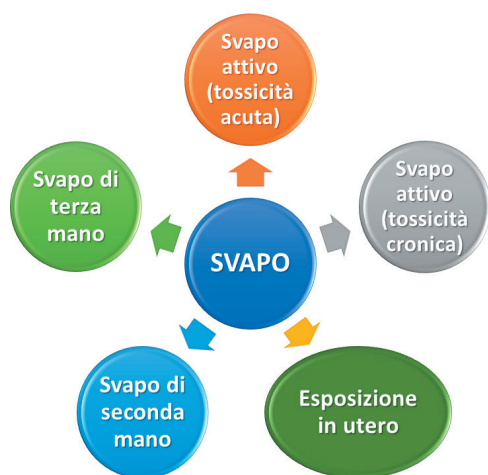 Svapo
attivo
(tossicità
acuta)
Svapo di
terza
mano
Svapo
attivo
(tossicità
cronica)
SVAPO
Svapo di
seconda
mano
Esposizione
in utero